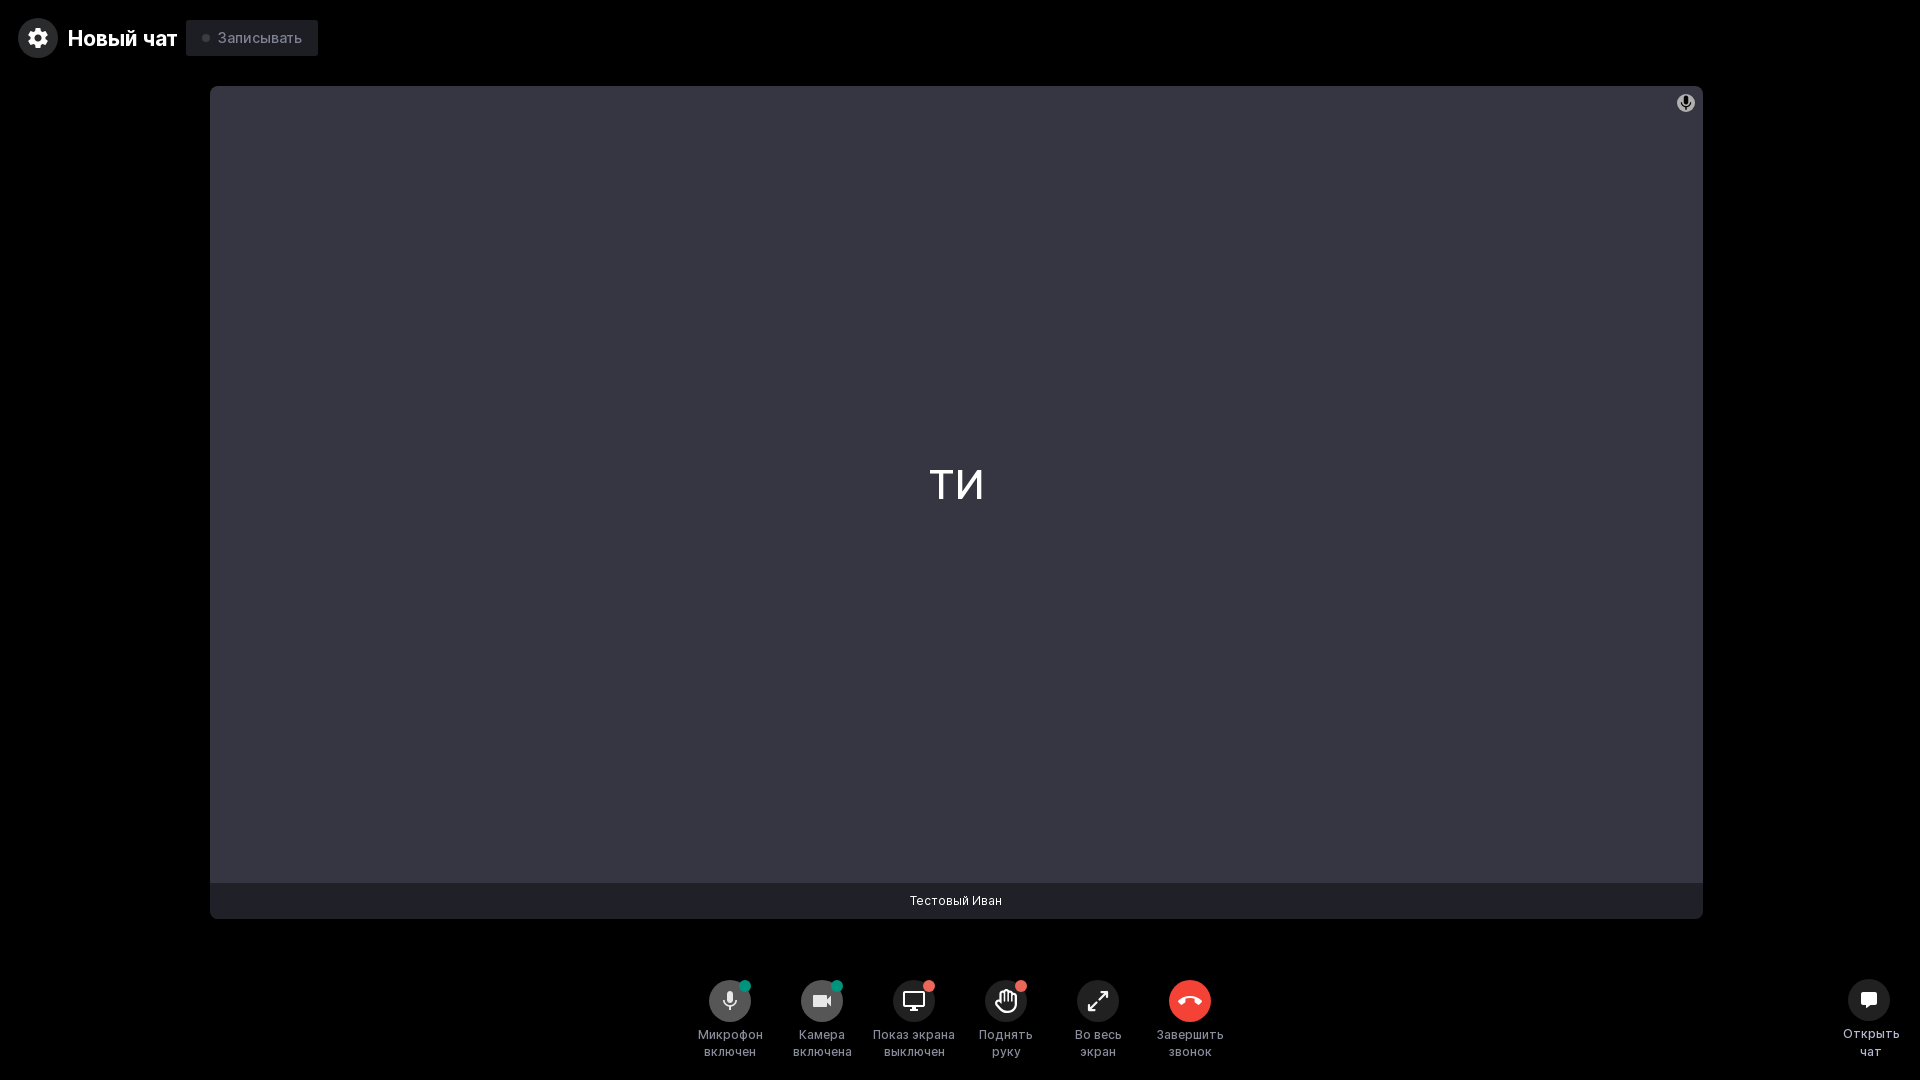 Новый чат
Записывать
ТИ
Тестовый Иван
Микрофон
включен
Камера
включена
Показ экрана
выключен
Поднять
руку
Во весь
экран
Завершить
звонок
Открыть
чат